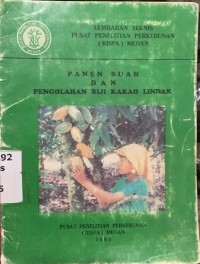 LEMBARAN TEKNIS
PUSAT PENELITIAN PERKEBUNAN
( RISPA ) MEDAN
PANEN BUAH
DAN
PENGOLAHAN BIJI KAKAO LINDAK
92
s
PUSAT PENELITIAN PERKEBUNAN
( RISPA ) MEDAN